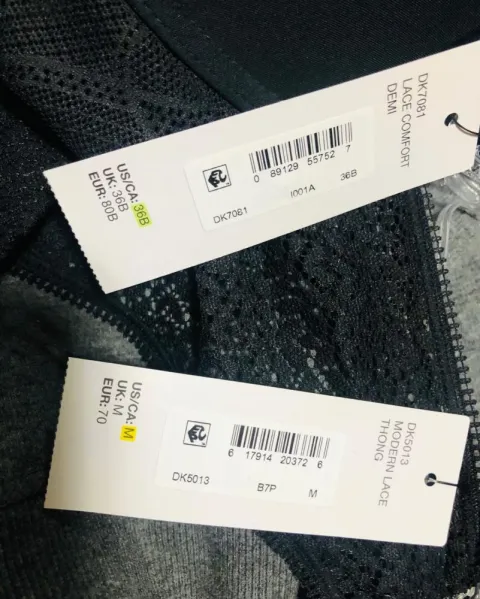 DK7081
LACE COMFORT
DEMI
0 89129 55752 7
DK7081 I001A 36B
US/CA: 36B
UK: 36B
EUR: 80B
DK5013
MODERN LACE
THONG
6 17914 20372 6
DK5013 B7P M
US/CA: M
UK: M
EUR: 70